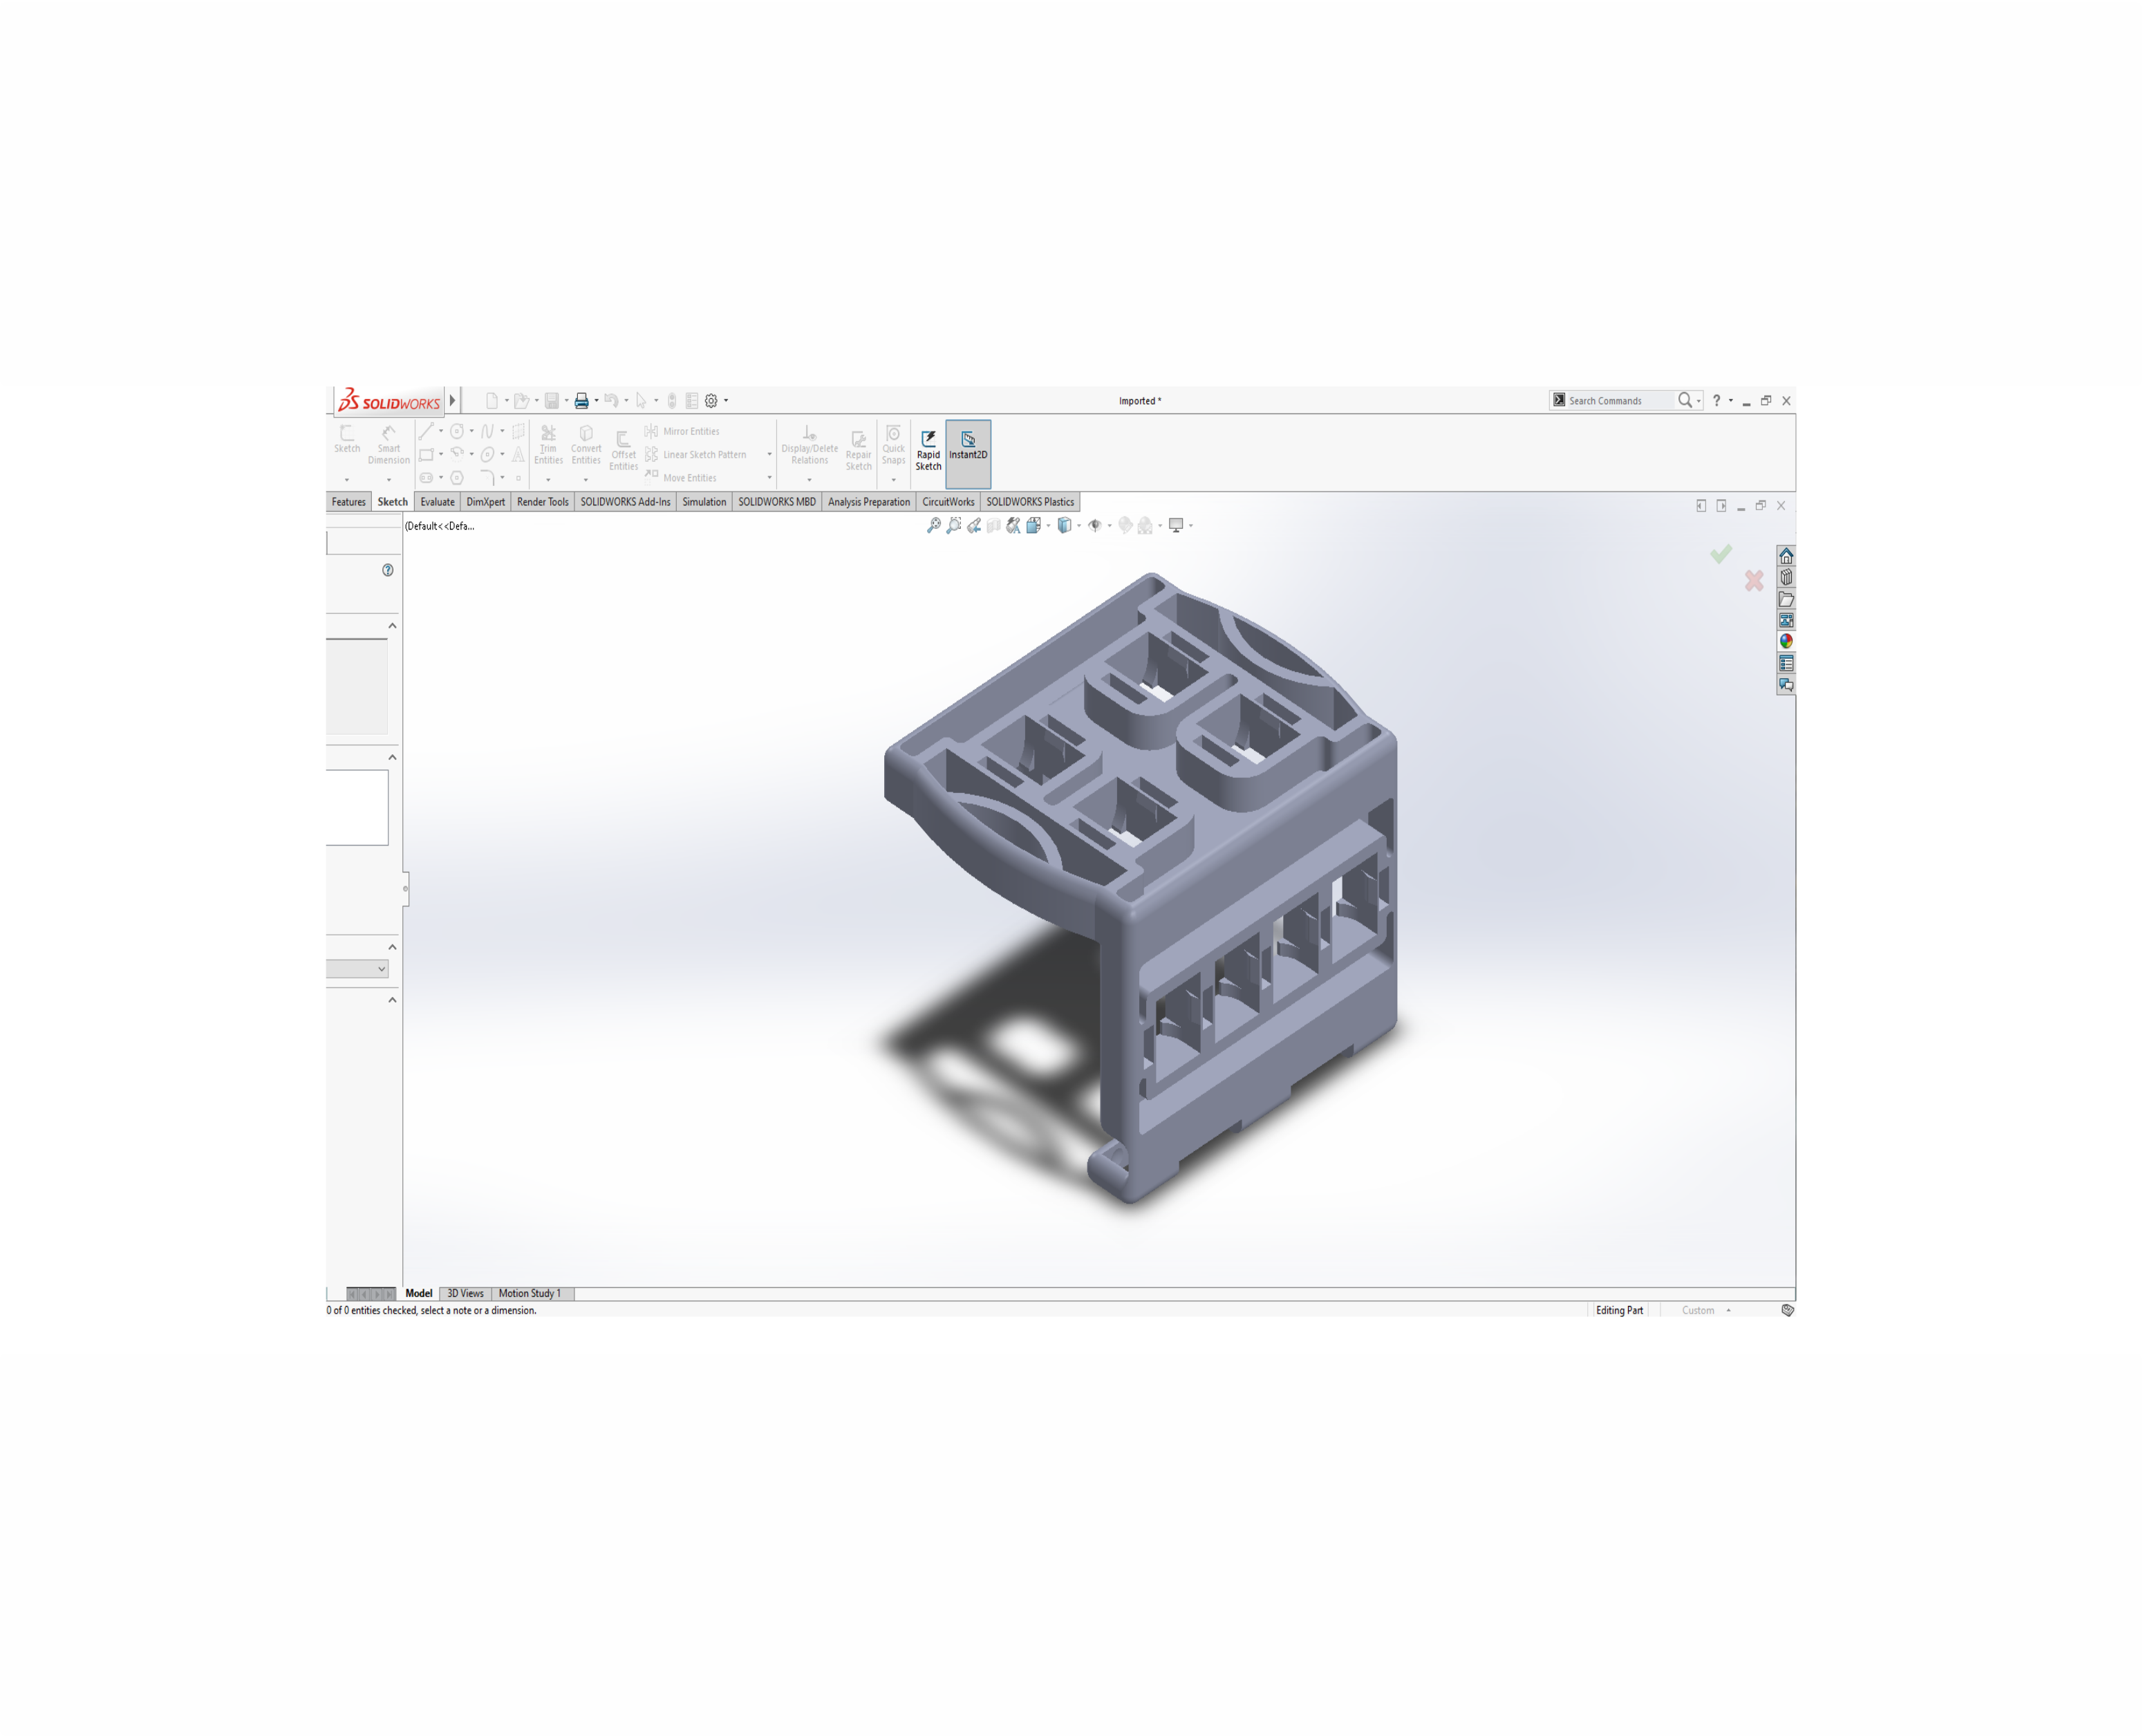 SOLIDWORKS
Imported *
Search Commands
?
Sketch
Smart
Dimension
Trim
Entities
Convert
Entities
Offset
Entities
Mirror Entities
Linear Sketch Pattern
Move Entities
Display/Delete
Relations
Repair
Sketch
Quick
Snaps
Rapid
Sketch
Instant2D
Features Sketch Evaluate DimXpert Render Tools SOLIDWORKS Add-Ins Simulation SOLIDWORKS MBD Analysis Preparation CircuitWorks SOLIDWORKS Plastics
(Default<<Defa...
Model 3D Views Motion Study 1
0 of 0 entities checked, select a note or a dimension.
Editing Part
Custom